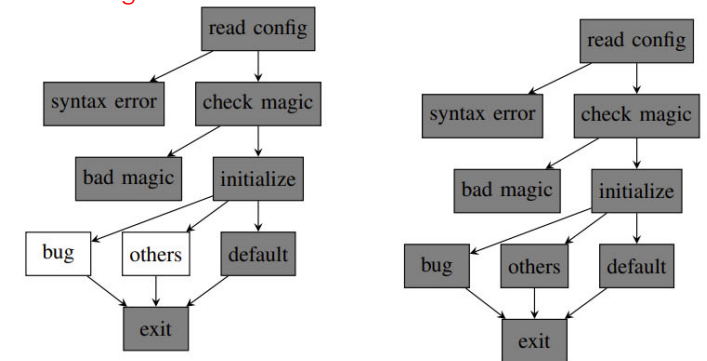 read config
syntax error
check magic
bad magic
initialize
bug
others
default
exit
read config
syntax error
check magic
bad magic
initialize
bug
others
default
exit